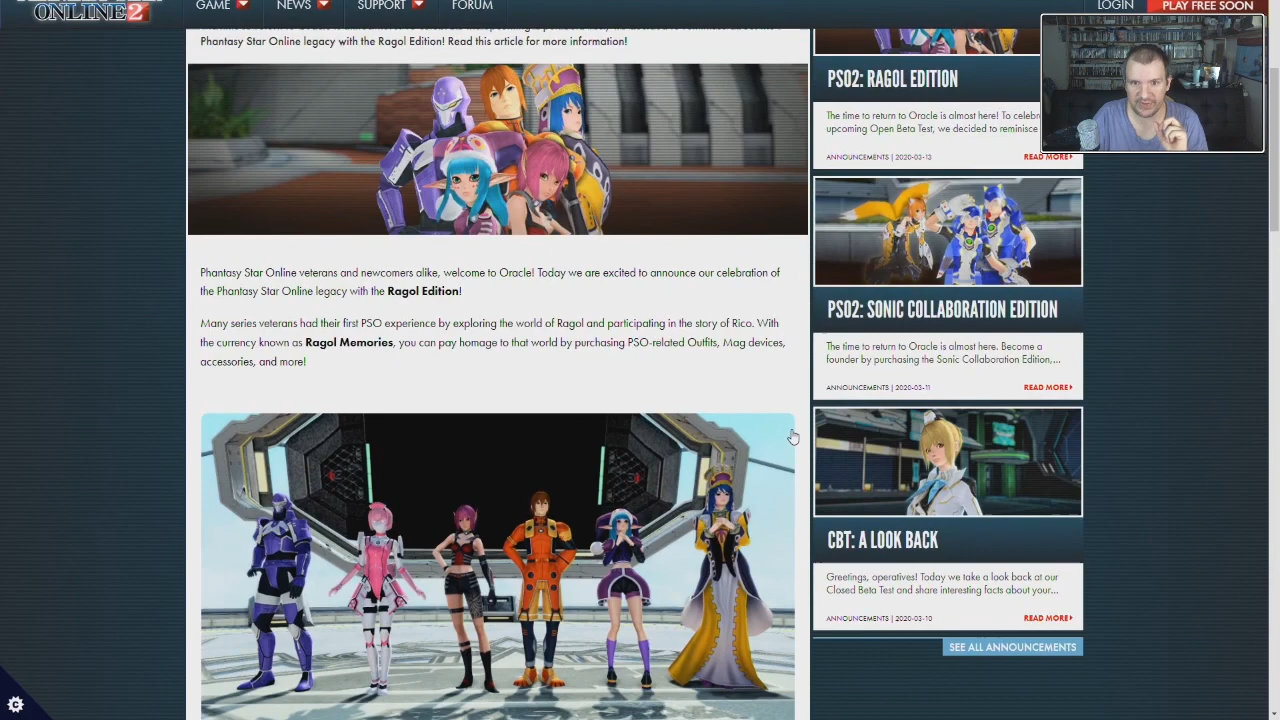 ONLINE 2
GAME
NEWS
SUPPORT
FORUM
LOGIN
PLAY FREE SOON
Phantasy Star Online legacy with the Ragol Edition! Read this article for more information!
Phantasy Star Online veterans and newcomers alike, welcome to Oracle! Today we are excited to announce our celebration of
the Phantasy Star Online legacy with the Ragol Edition!
Many series veterans had their first PSO experience by exploring the world of Ragol and participating in the story of Rico. With
the currency known as Ragol Memories, you can pay homage to that world by purchasing PSO-related Outfits, Mag devices,
accessories, and more!
PSO2: RAGOL EDITION
The time to return to Oracle is almost here! To celebr
upcoming Open Beta Test, we decided to reminisce
ANNOUNCEMENTS | 2020-03-13
READ MORE
PSO2: SONIC COLLABORATION EDITION
The time to return to Oracle is almost here. Become a
founder by purchasing the Sonic Collaboration Edition,...
ANNOUNCEMENTS | 2020-03-11
READ MORE
CBT: A LOOK BACK
Greetings, operatives! Today we take a look back at our
Closed Beta Test and share interesting facts about your...
ANNOUNCEMENTS | 2020-03-10
READ MORE
SEE ALL ANNOUNCEMENTS